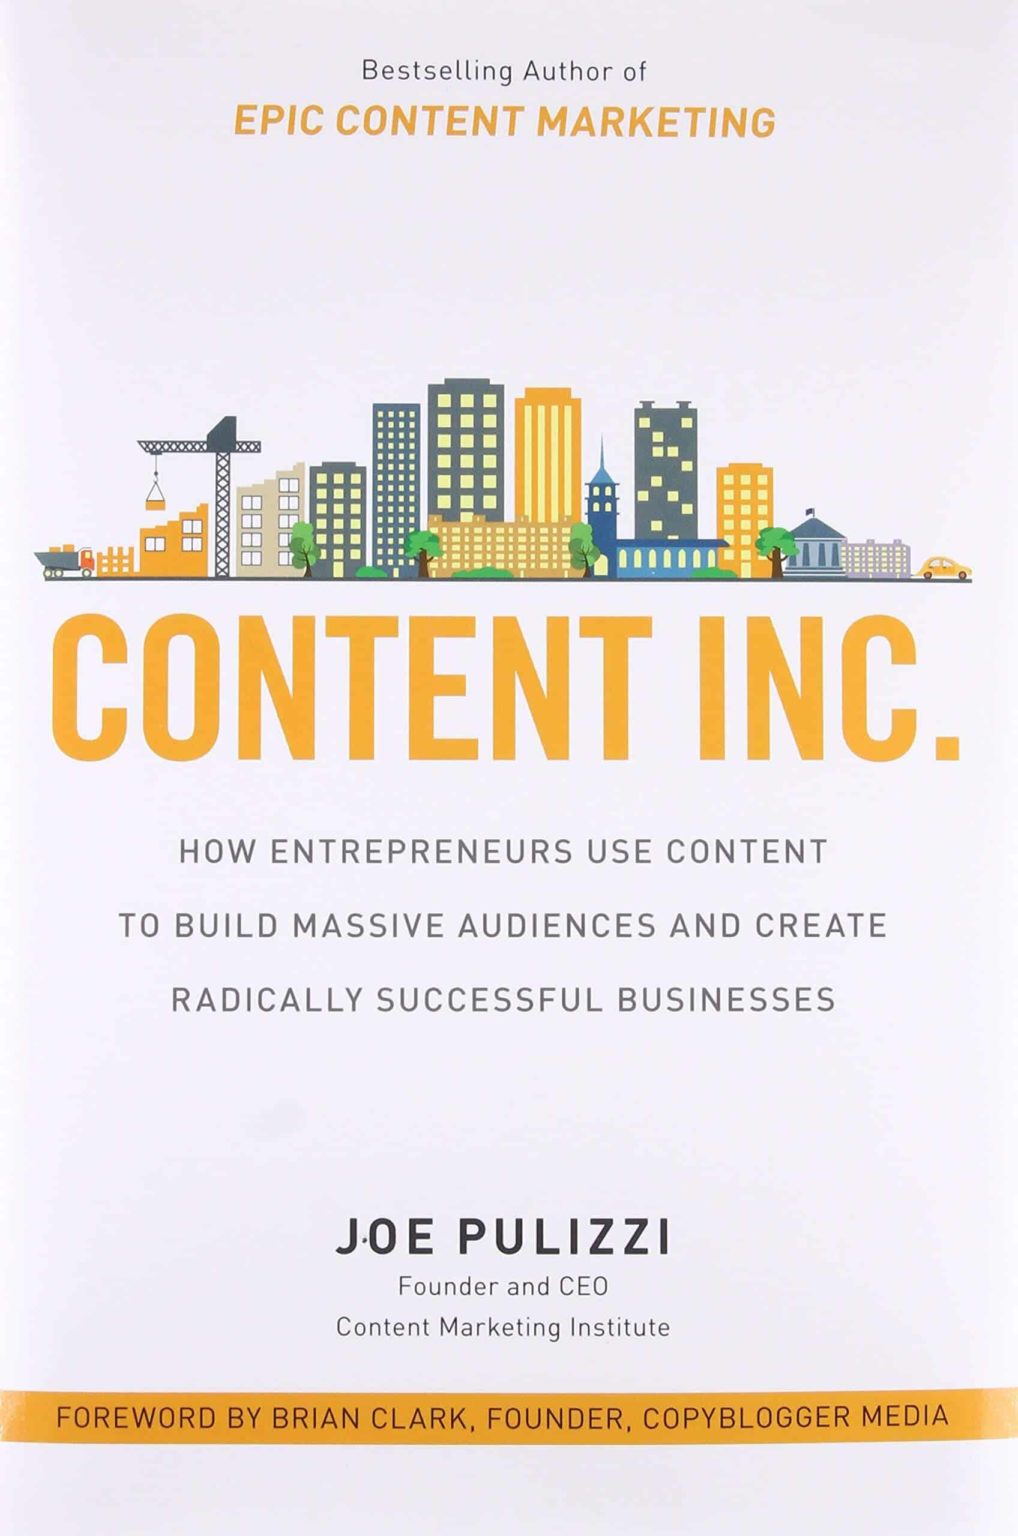 Bestselling Author of
EPIC CONTENT MARKETING
CONTENT INC.
HOW ENTREPRENEURS USE CONTENT
TO BUILD MASSIVE AUDIENCES AND CREATE
RADICALLY SUCCESSFUL BUSINESSES
JOE PULIZZI
Founder and CEO
Content Marketing Institute
FOREWORD BY BRIAN CLARK, FOUNDER, COPYBLOGGER MEDIA